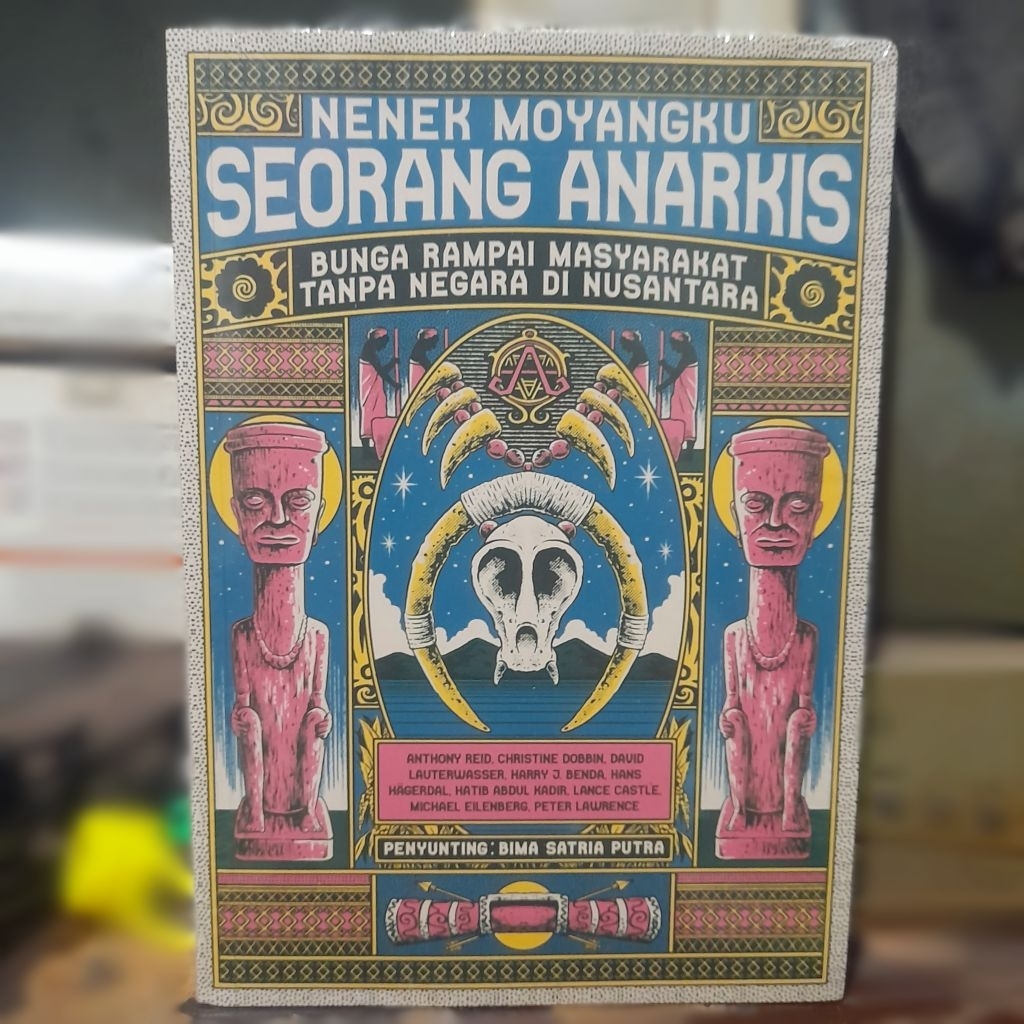 NENEK MOYANGKU
SEORANG ANARKIS
BUNGA RAMPAI MASYARAKAT
TANPA NEGARA DI NUSANTARA
A
ANTHONY REID, CHRISTINE DOBBIN, DAVID
LAUTERWASSER, HARRY J. BENDA, HANS
HÄGERDAL, HATIB ABDUL KADIR, LANCE CASTLE,
MICHAEL EILENBERG, PETER LAWRENCE
PENYUNTING: BIMA SATRIA PUTRA